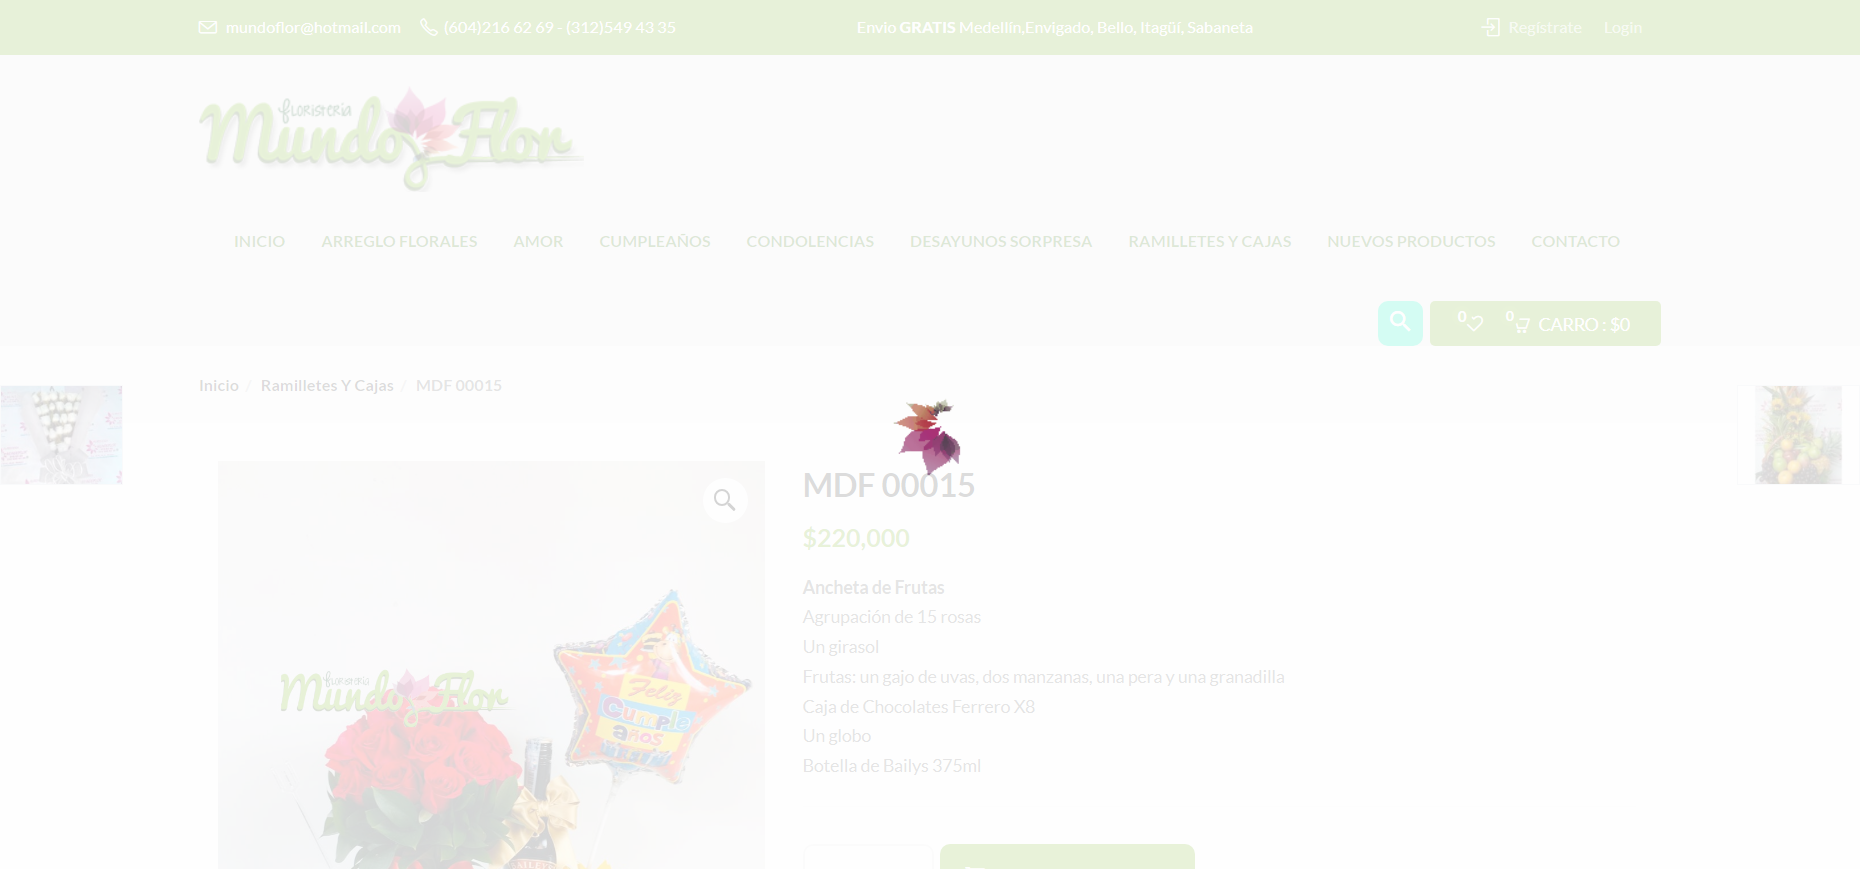 mundoflor@hotmail.com (604)216 62 69 - (312)549 43 35 Envio GRATIS Medellín,Envigado, Bello, Itagüí, Sabaneta Regístrate Login
floristería
Mundo Flor
INICIO ARREGLO FLORALES AMOR CUMPLEAÑOS CONDOLENCIAS DESAYUNOS SORPRESA RAMILLETES Y CAJAS NUEVOS PRODUCTOS CONTACTO
0 0 CARRO : $0
Inicio / Ramilletes Y Cajas / MDF 00015
MDF 00015
$220,000
Ancheta de Frutas
Agrupación de 15 rosas
Un girasol
Frutas: un gajo de uvas, dos manzanas, una pera y una granadilla
Caja de Chocolates Ferrero X8
Un globo
Botella de Bailys 375ml
floristería
Mundo Flor
Feliz
Cumple
años